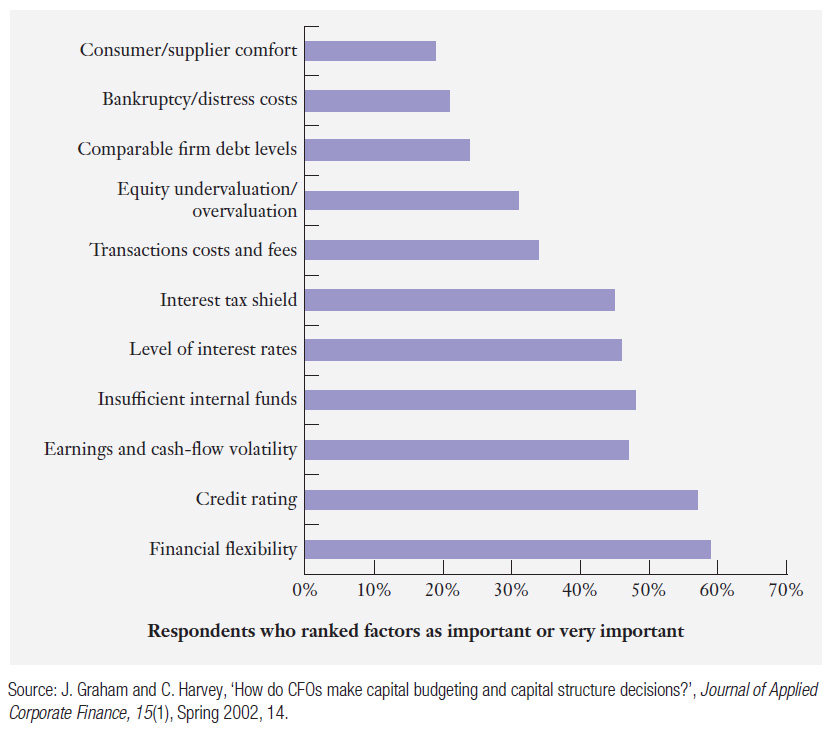 Consumer/supplier comfort
Bankruptcy/distress costs
Comparable firm debt levels
Equity undervaluation/
overvaluation
Transactions costs and fees
Interest tax shield
Level of interest rates
Insufficient internal funds
Earnings and cash-flow volatility
Credit rating
Financial flexibility
0% 10% 20% 30% 40% 50% 60% 70%
Respondents who ranked factors as important or very important
Source: J. Graham and C. Harvey, ‘How do CFOs make capital budgeting and capital structure decisions?’, Journal of Applied
Corporate Finance, 15(1), Spring 2002, 14.